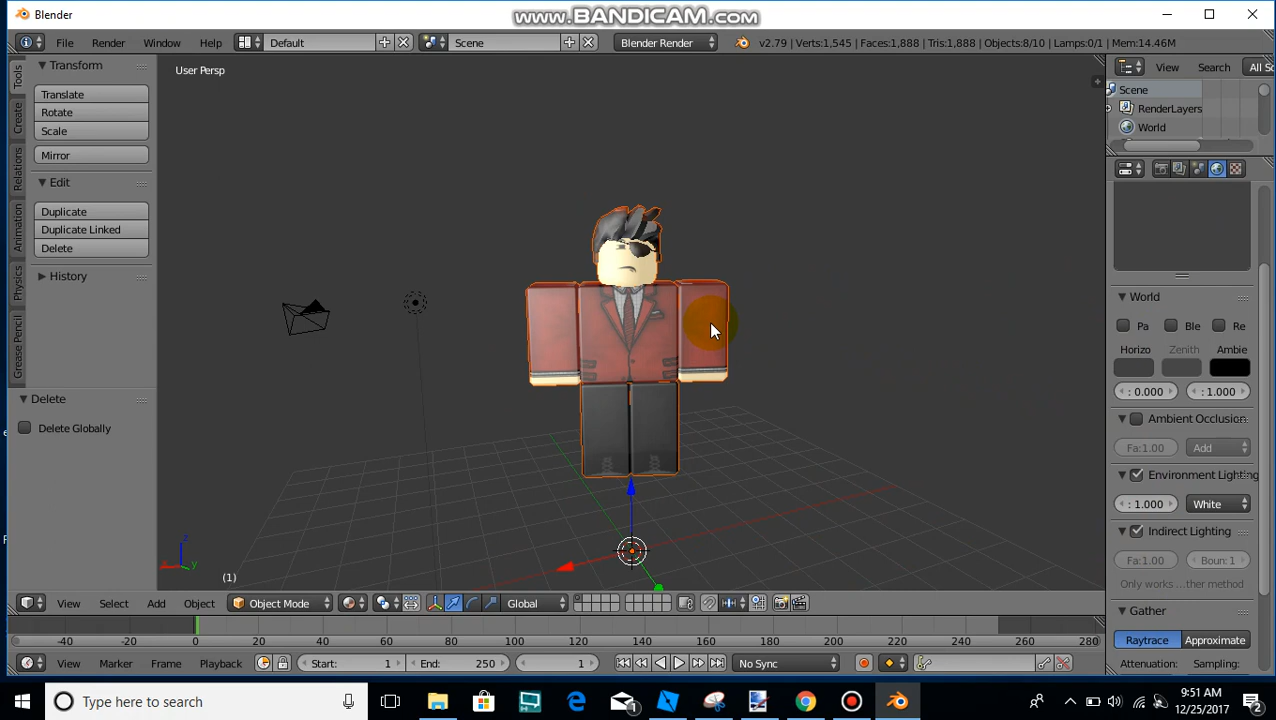 Blender
www.BANDICAM.com
File Render Window Help Default Scene Blender Render v2.79 | Verts:1,545 | Faces:1,888 | Tris:1,888 | Objects:8/10 | Lamps:0/1 | Mem:14.46M
Tools
Create
Relations
Animation
Physics
Grease Pencil
Transform
Translate
Rotate
Scale
Mirror
Edit
Duplicate
Duplicate Linked
Delete
History
Delete
Delete Globally
User Persp
x z y
(1)
View Search All Sc
Scene
RenderLayers
World
World
Pa Ble Re
Horizo Zenith Ambie
: 0.000 : 1.000
Ambient Occlusion
Fa:1.00 Add
Environment Lighting
: 1.000 White
Indirect Lighting
Fa:1.00 Boun: 1
Only works ...ther method
Gather
Raytrace Approximate
Attenuation: Sampling:
View Select Add Object Object Mode Global
-40 -20 0 20 40 60 80 100 120 140 160 180 200 220 240 260 280
View Marker Frame Playback Start: 1 End: 250 1 No Sync
Type here to search
1
9:51 AM
12/25/2017
2